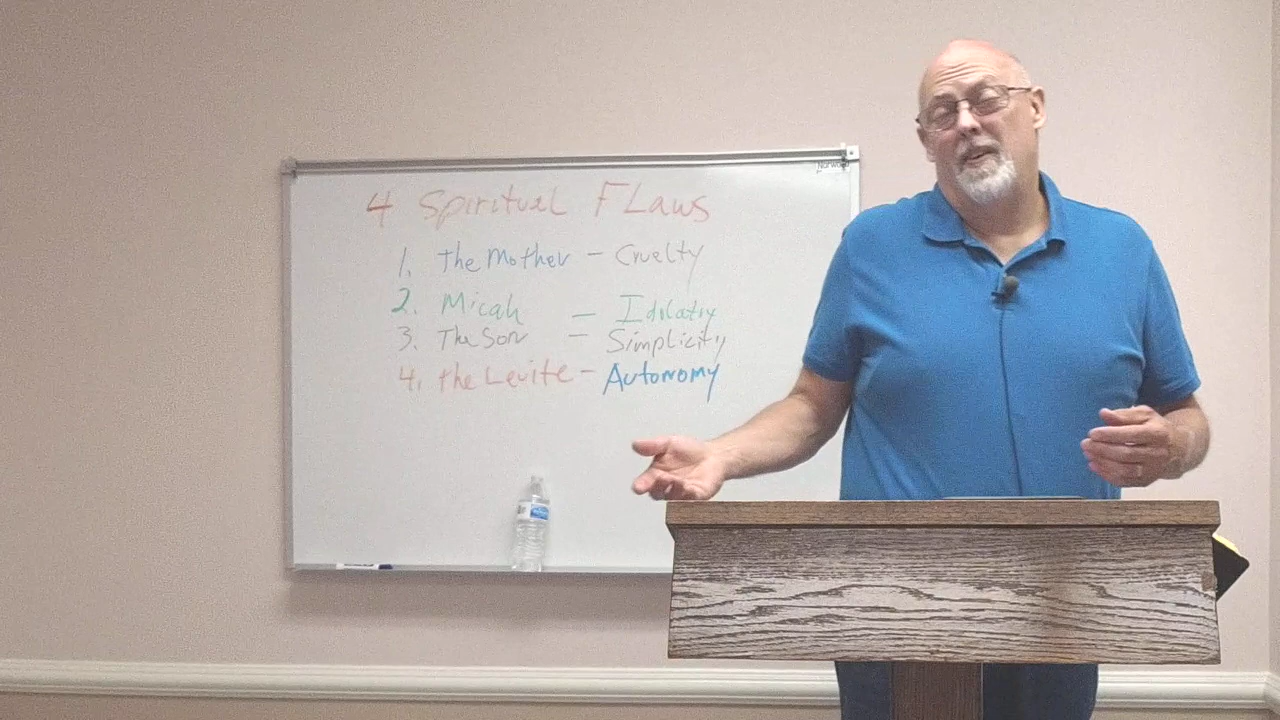 4 Spiritual FLaws
1. the Mother - Cruelty
2. Micah - Idolatry
3. The Son - Simplicity
4. the Levite - Autonomy